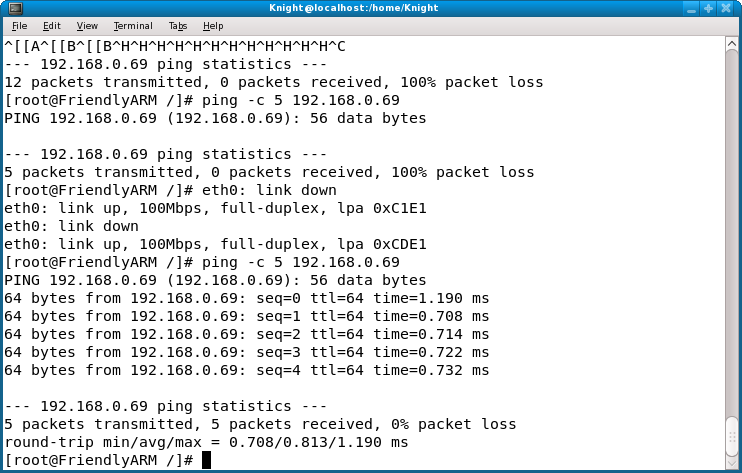 Knight@localhost:/home/Knight
File Edit View Terminal Tabs Help
^[[A^[[B^[[B^H^H^H^H^H^H^H^H^H^H^H^H^H^C
--- 192.168.0.69 ping statistics ---
12 packets transmitted, 0 packets received, 100% packet loss
[root@FriendlyARM /]# ping -c 5 192.168.0.69
PING 192.168.0.69 (192.168.0.69): 56 data bytes
--- 192.168.0.69 ping statistics ---
5 packets transmitted, 0 packets received, 100% packet loss
[root@FriendlyARM /]# eth0: link down
eth0: link up, 100Mbps, full-duplex, lpa 0xC1E1
eth0: link down
eth0: link up, 100Mbps, full-duplex, lpa 0xCDE1
[root@FriendlyARM /]# ping -c 5 192.168.0.69
PING 192.168.0.69 (192.168.0.69): 56 data bytes
64 bytes from 192.168.0.69: seq=0 ttl=64 time=1.190 ms
64 bytes from 192.168.0.69: seq=1 ttl=64 time=0.708 ms
64 bytes from 192.168.0.69: seq=2 ttl=64 time=0.714 ms
64 bytes from 192.168.0.69: seq=3 ttl=64 time=0.722 ms
64 bytes from 192.168.0.69: seq=4 ttl=64 time=0.732 ms
--- 192.168.0.69 ping statistics ---
5 packets transmitted, 5 packets received, 0% packet loss
round-trip min/avg/max = 0.708/0.813/1.190 ms
[root@FriendlyARM /]#